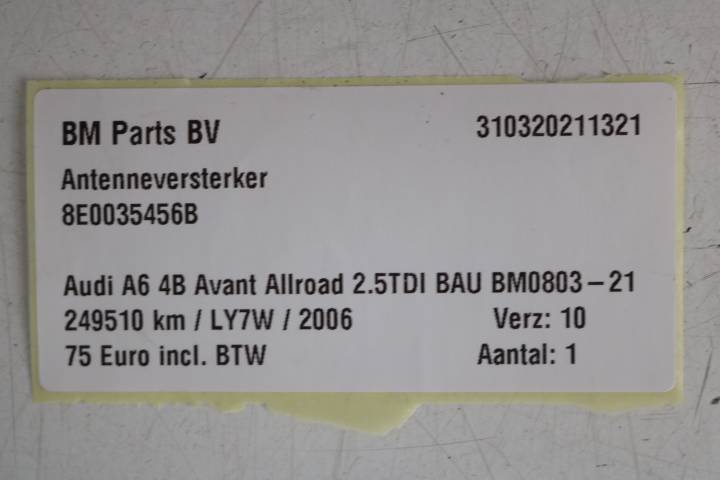 BM Parts BV 310320211321
Antenneversterker
8E0035456B
Audi A6 4B Avant Allroad 2.5TDI BAU BM0803-21
249510 km / LY7W / 2006 Verz: 10
75 Euro incl. BTW Aantal: 1